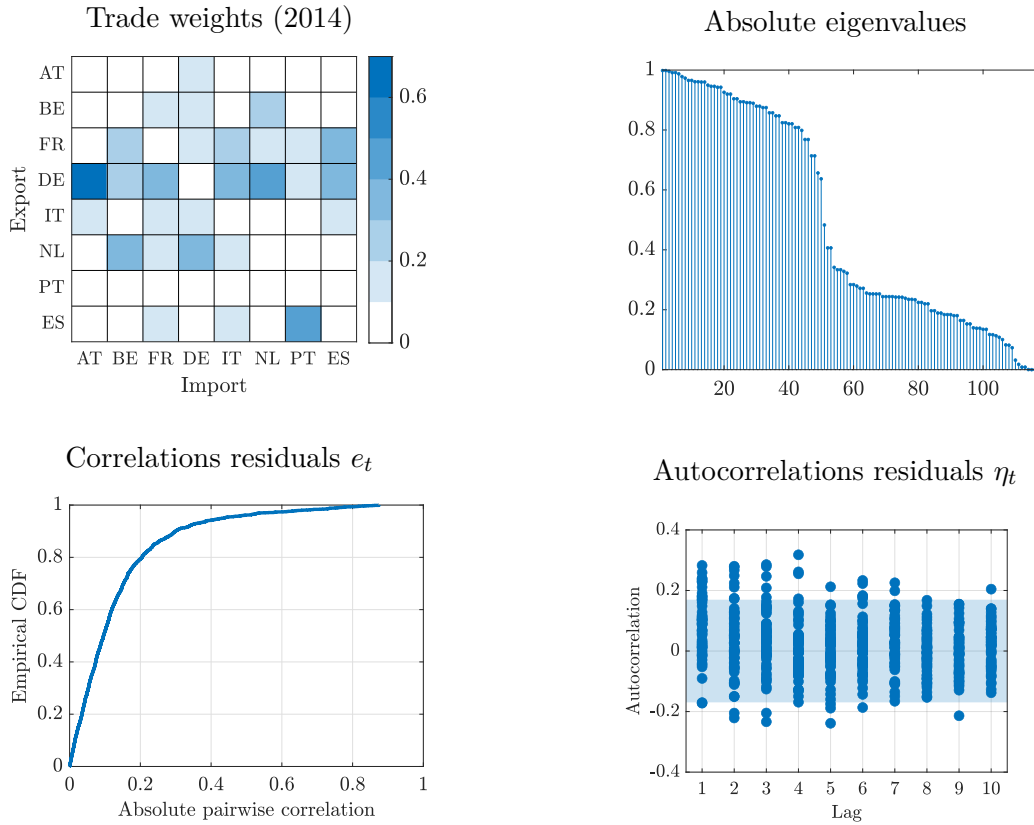 Trade weights (2014)
AT
BE
FR
DE
IT
NL
PT
ES
Export
AT BE FR DE IT NL PT ES
Import
0.6
0.4
0.2
0
Absolute eigenvalues
1
0.8
0.6
0.4
0.2
0
20 40 60 80 100
Correlations residuals e_t
1
0.8
0.6
0.4
0.2
0
Empirical CDF
0 0.2 0.4 0.6 0.8 1
Absolute pairwise correlation
Autocorrelations residuals η_t
0.4
0.2
0
-0.2
-0.4
Autocorrelation
1 2 3 4 5 6 7 8 9 10
Lag